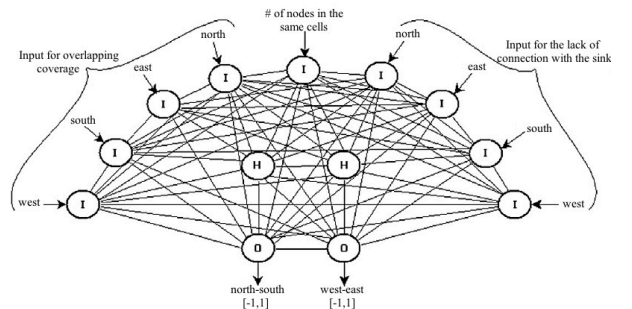 # of nodes in the
same cells
north
north
Input for overlapping
coverage
Input for the lack of
connection with the sink
east
east
south
south
west
west
I
I
I
I
I
I
I
I
I
H
H
O
O
north-south
[-1,1]
west-east
[-1,1]